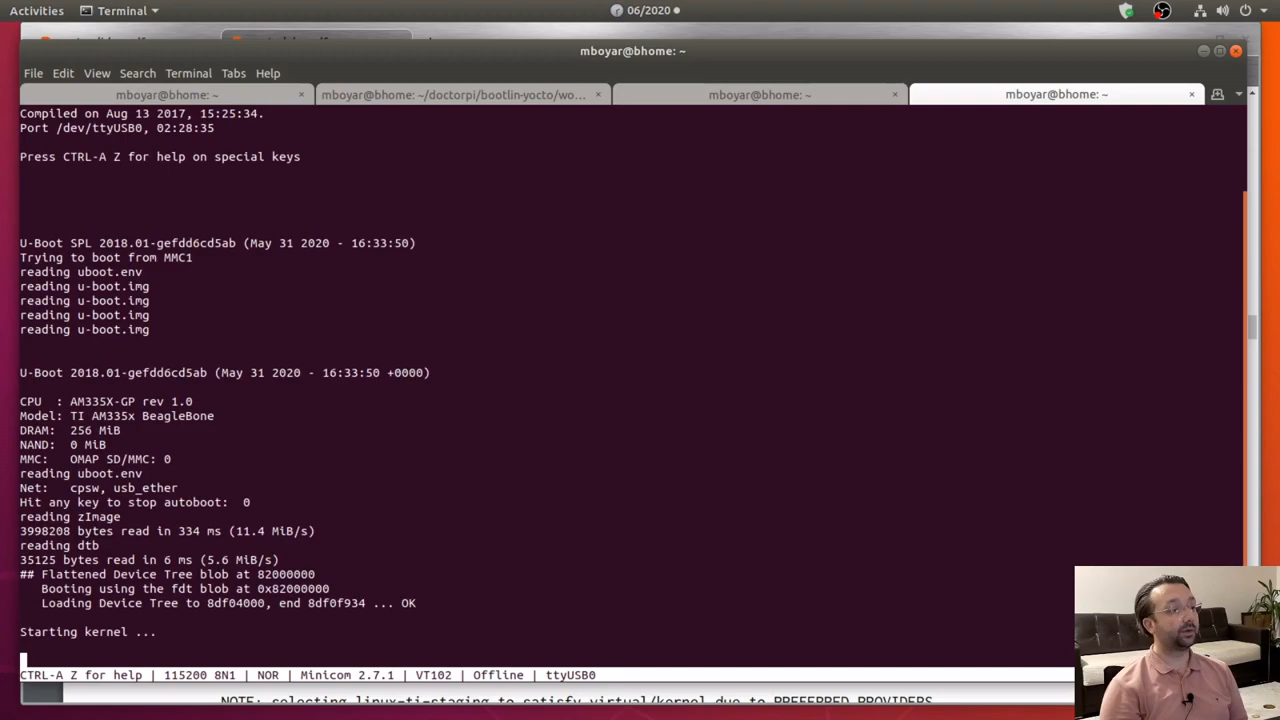 Activities Terminal 06/2020
mboyar@bhome: ~
File Edit View Search Terminal Tabs Help
mboyar@bhome: ~ mboyar@bhome: ~/doctorpi/bootlin-yocto/wo... mboyar@bhome: ~ mboyar@bhome: ~
Compiled on Aug 13 2017, 15:25:34.
Port /dev/ttyUSB0, 02:28:35
Press CTRL-A Z for help on special keys
U-Boot SPL 2018.01-gefdd6cd5ab (May 31 2020 - 16:33:50)
Trying to boot from MMC1
reading uboot.env
reading u-boot.img
reading u-boot.img
reading u-boot.img
reading u-boot.img
U-Boot 2018.01-gefdd6cd5ab (May 31 2020 - 16:33:50 +0000)
CPU  : AM335X-GP rev 1.0
Model: TI AM335x BeagleBone
DRAM:  256 MiB
NAND:  0 MiB
MMC:   OMAP SD/MMC: 0
reading uboot.env
Net:   cpsw, usb_ether
Hit any key to stop autoboot:  0
reading zImage
3998208 bytes read in 334 ms (11.4 MiB/s)
reading dtb
35125 bytes read in 6 ms (5.6 MiB/s)
## Flattened Device Tree blob at 82000000
Booting using the fdt blob at 0x82000000
Loading Device Tree to 8df04000, end 8df0f934 ... OK
Starting kernel ...
CTRL-A Z for help | 115200 8N1 | NOR | Minicom 2.7.1 | VT102 | Offline | ttyUSB0
NOTE: selecting linux-ti-staging to satisfy virtual/kernel due to PREFERRED_PROVIDERS